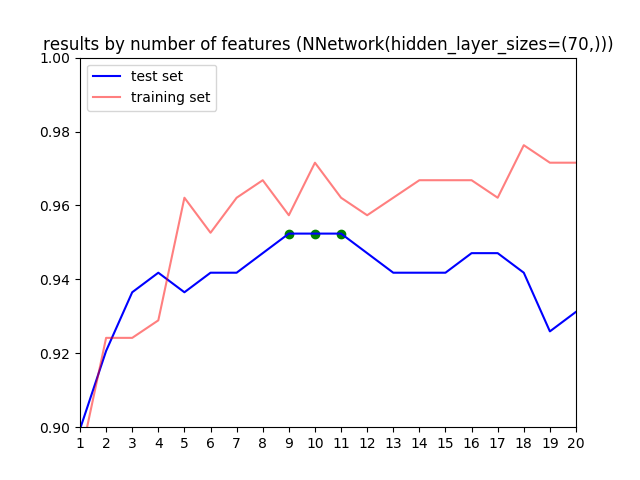 results by number of features (NNetwork(hidden_layer_sizes=(70,)))
test set
training set
1.00
0.98
0.96
0.94
0.92
0.90
1 2 3 4 5 6 7 8 9 10 11 12 13 14 15 16 17 18 19 20